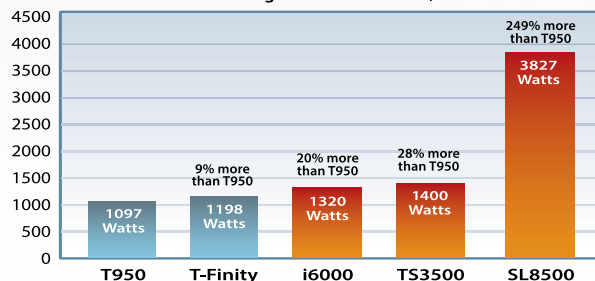 4500
4000
3500
3000
2500
2000
1500
1000
500
0
249% more
than T950
3827
Watts
28% more
than T950
20% more
than T950
9% more
than T950
1097
Watts
1198
Watts
1320
Watts
1400
Watts
T950 T-Finity i6000 TS3500 SL8500